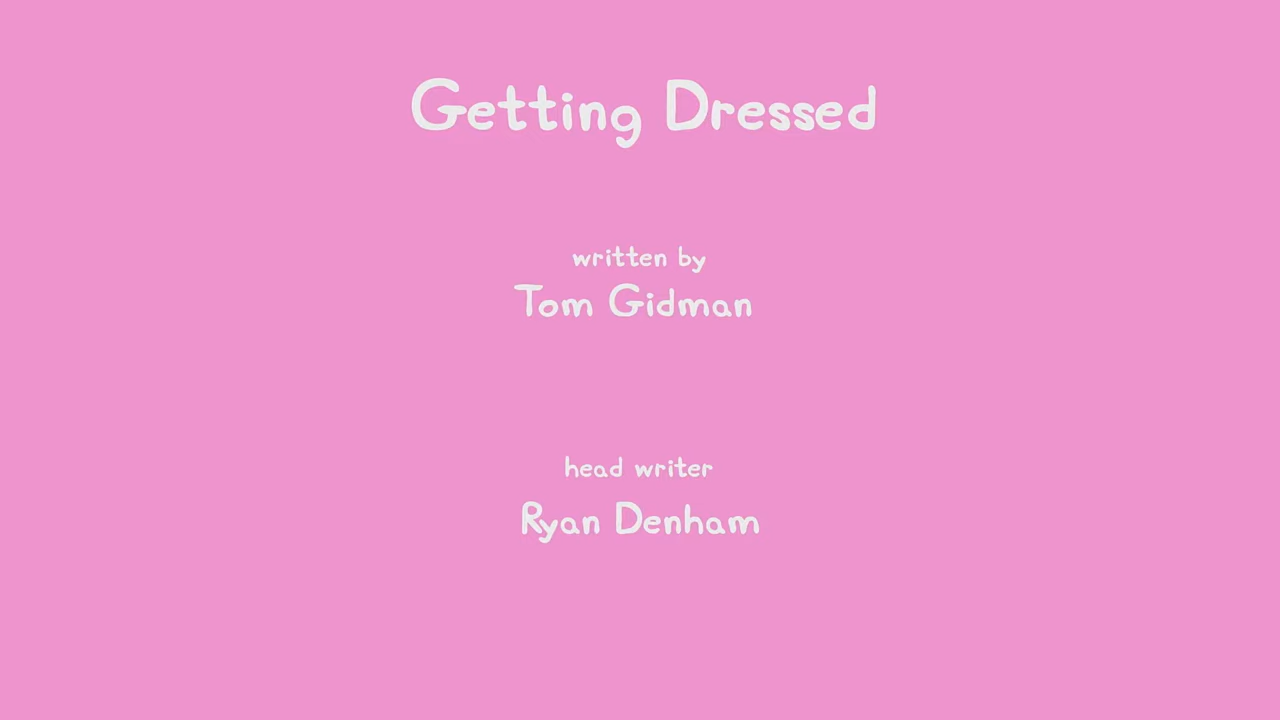 Getting Dressed
written by
Tom Gidman
head writer
Ryan Denham